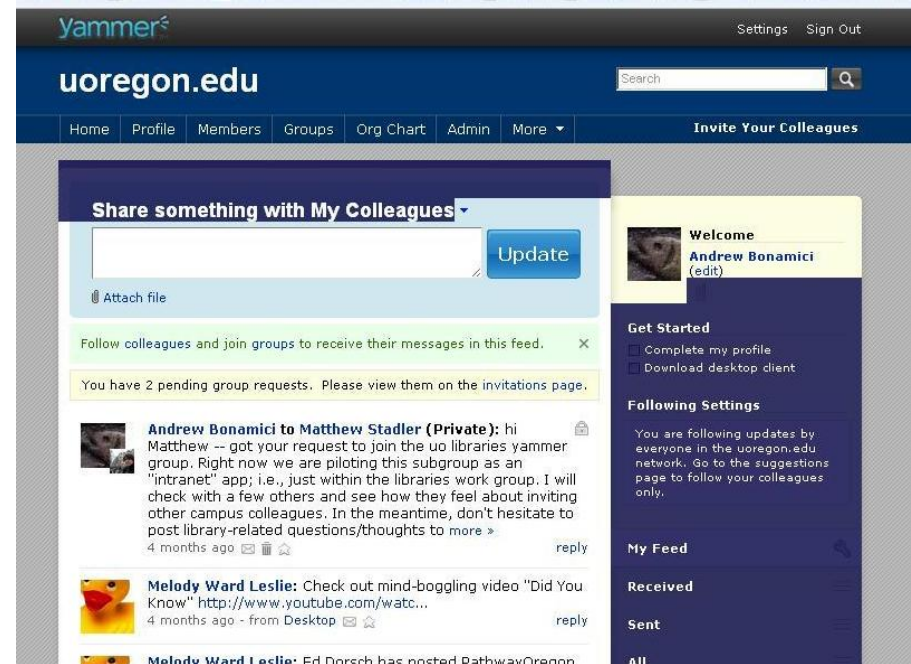 yammer
Settings Sign Out
uoregon.edu
Search
Home Profile Members Groups Org Chart Admin More
Invite Your Colleagues
Share something with My Colleagues
Update
Attach file
Welcome
Andrew Bonamici
(edit)
Follow colleagues and join groups to receive their messages in this feed.
You have 2 pending group requests. Please view them on the invitations page.
Andrew Bonamici to Matthew Stadler (Private): hi
Matthew -- got your request to join the uo libraries yammer
group. Right now we are piloting this subgroup as an
"intranet" app; i.e., just within the libraries work group. I will
check with a few others and see how they feel about inviting
other campus colleagues. In the meantime, don't hesitate to
post library-related questions/thoughts to more »
4 months ago reply
Melody Ward Leslie: Check out mind-boggling video "Did You
Know" http://www.youtube.com/watc...
4 months ago - from Desktop reply
Melody Ward Leslie: Ed Dorsch has posted PathwayOregon
Get Started
Complete my profile
Download desktop client
Following Settings
You are following updates by
everyone in the uoregon.edu
network. Go to the suggestions
page to follow your colleagues
only.
My Feed
Received
Sent
All